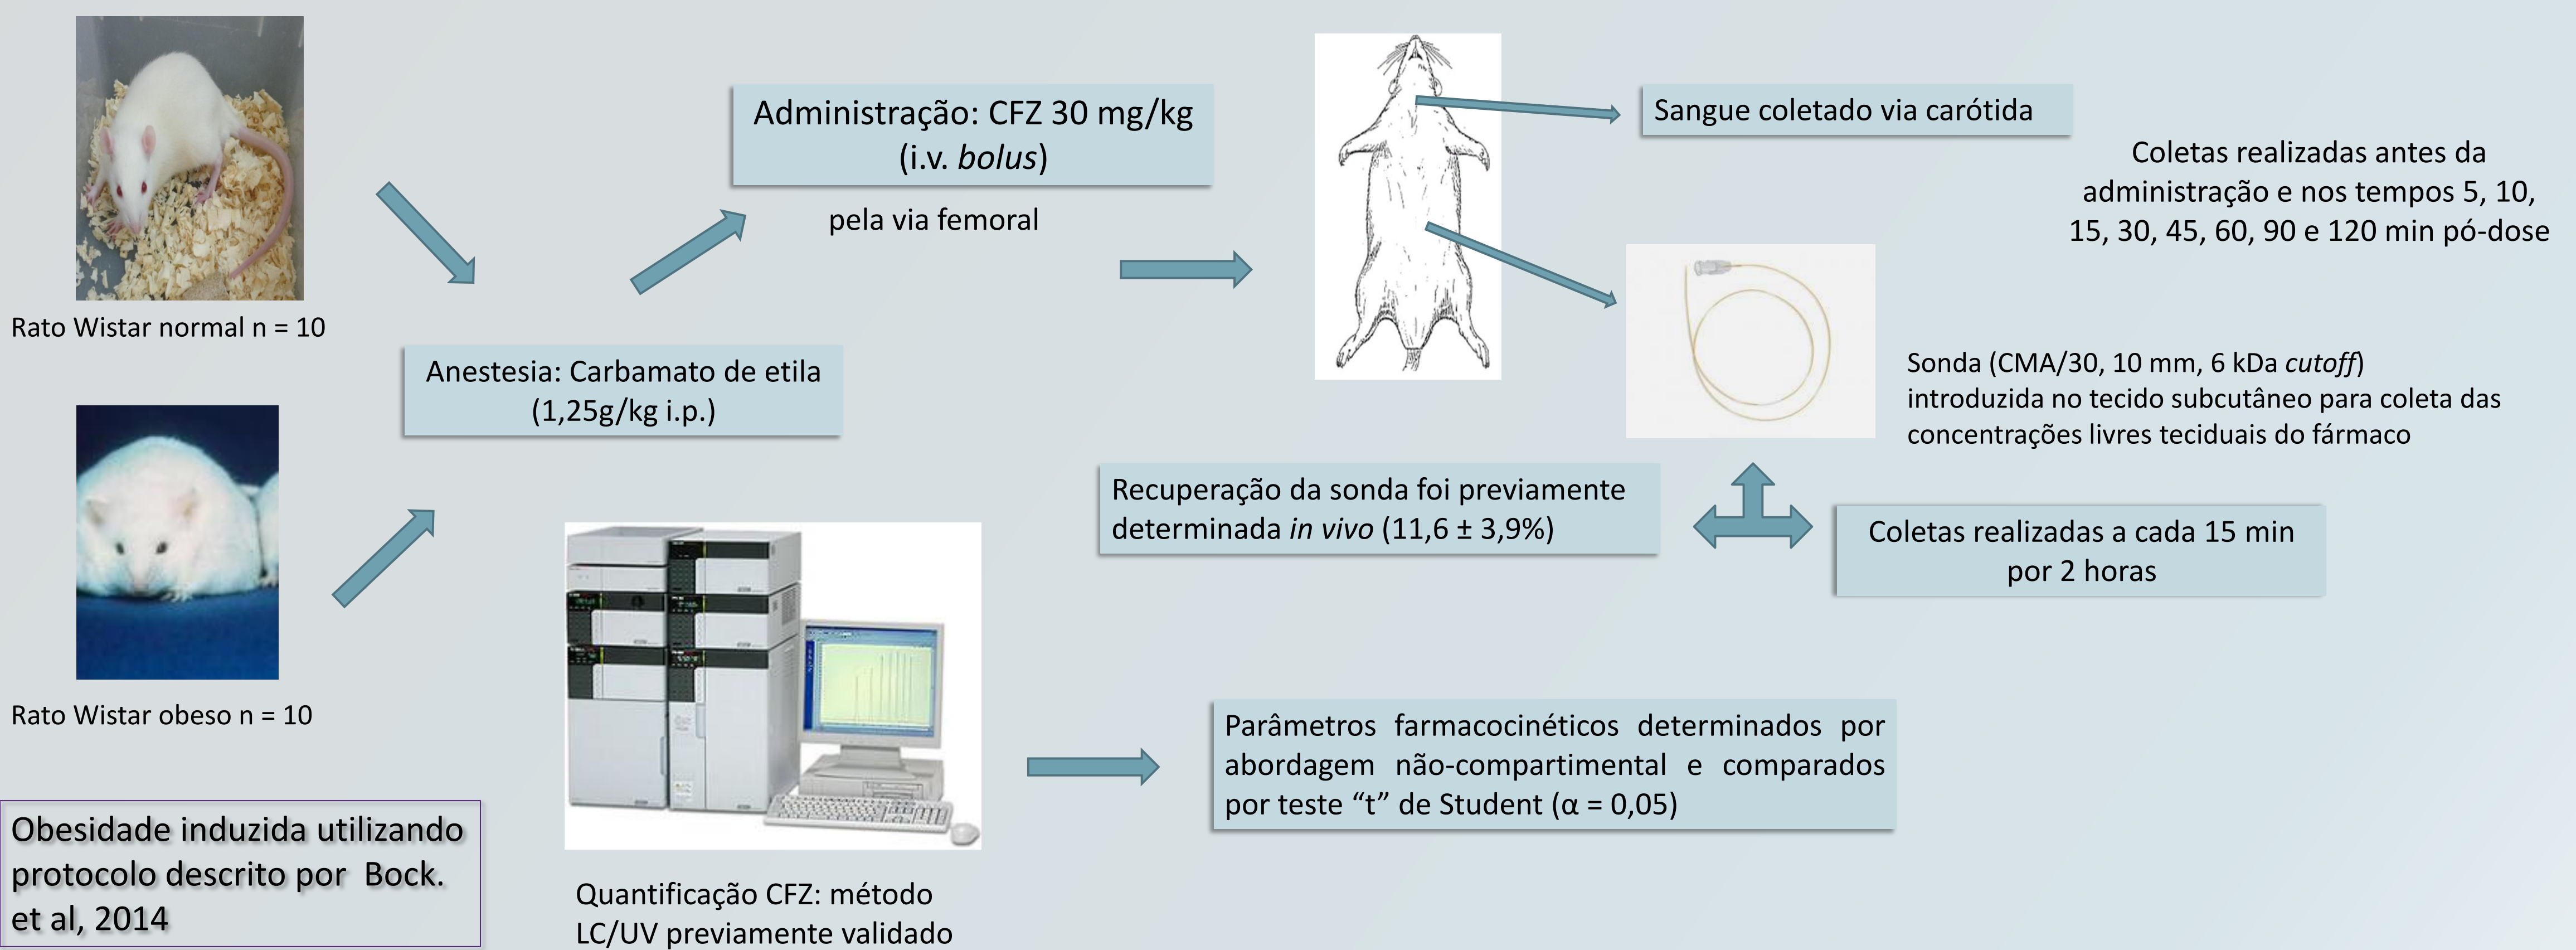 Rato Wistar normal n = 10
Rato Wistar obeso n = 10
Obesidade induzida utilizando
protocolo descrito por Bock.
et al, 2014
Anestesia: Carbamato de etila
(1,25g/kg i.p.)
Administração: CFZ 30 mg/kg
(i.v. bolus)
pela via femoral
Sangue coletado via carótida
Coletas realizadas antes da
administração e nos tempos 5, 10,
15, 30, 45, 60, 90 e 120 min pó-dose
Sonda (CMA/30, 10 mm, 6 kDa cutoff)
introduzida no tecido subcutâneo para coleta das
concentrações livres teciduais do fármaco
Recuperação da sonda foi previamente
determinada in vivo (11,6 ± 3,9%)
Coletas realizadas a cada 15 min
por 2 horas
Quantificação CFZ: método
LC/UV previamente validado
Parâmetros farmacocinéticos determinados por
abordagem não-compartimental e comparados
por teste “t” de Student (α = 0,05)